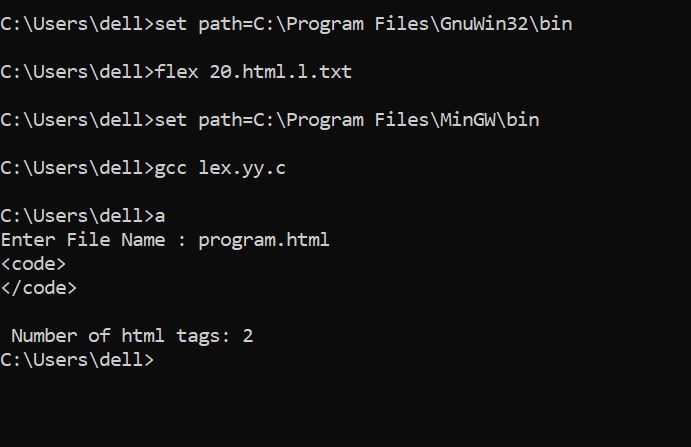 C:\Users\dell>set path=C:\Program Files\GnuWin32\bin
C:\Users\dell>flex 20.html.l.txt
C:\Users\dell>set path=C:\Program Files\MinGW\bin
C:\Users\dell>gcc lex.yy.c
C:\Users\dell>a
Enter File Name : program.html
<code>
</code>
 Number of html tags: 2
C:\Users\dell>